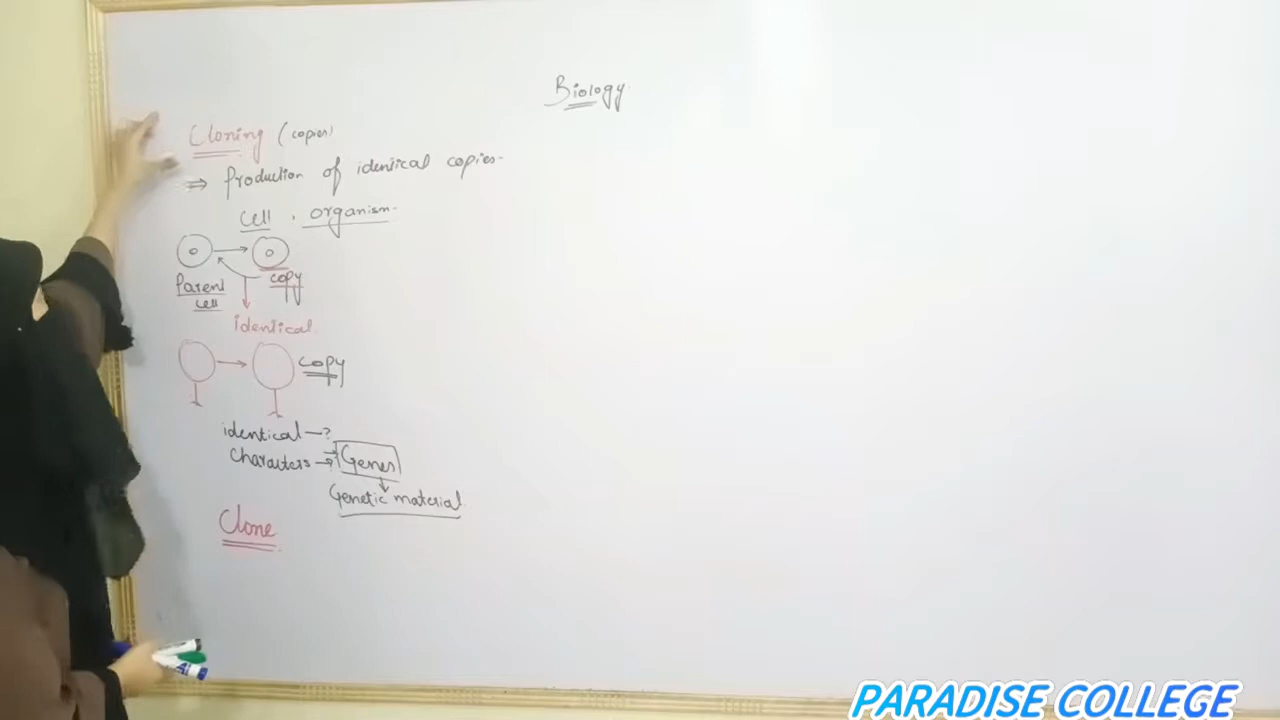 Biology
Cloning (copies)
⇒ Production of identical copies.
Cell, organism.
Parent
cell
copy
identical.
copy
identical —?
characters → Genes
Genetic material
Clone
PARADISE COLLEGE